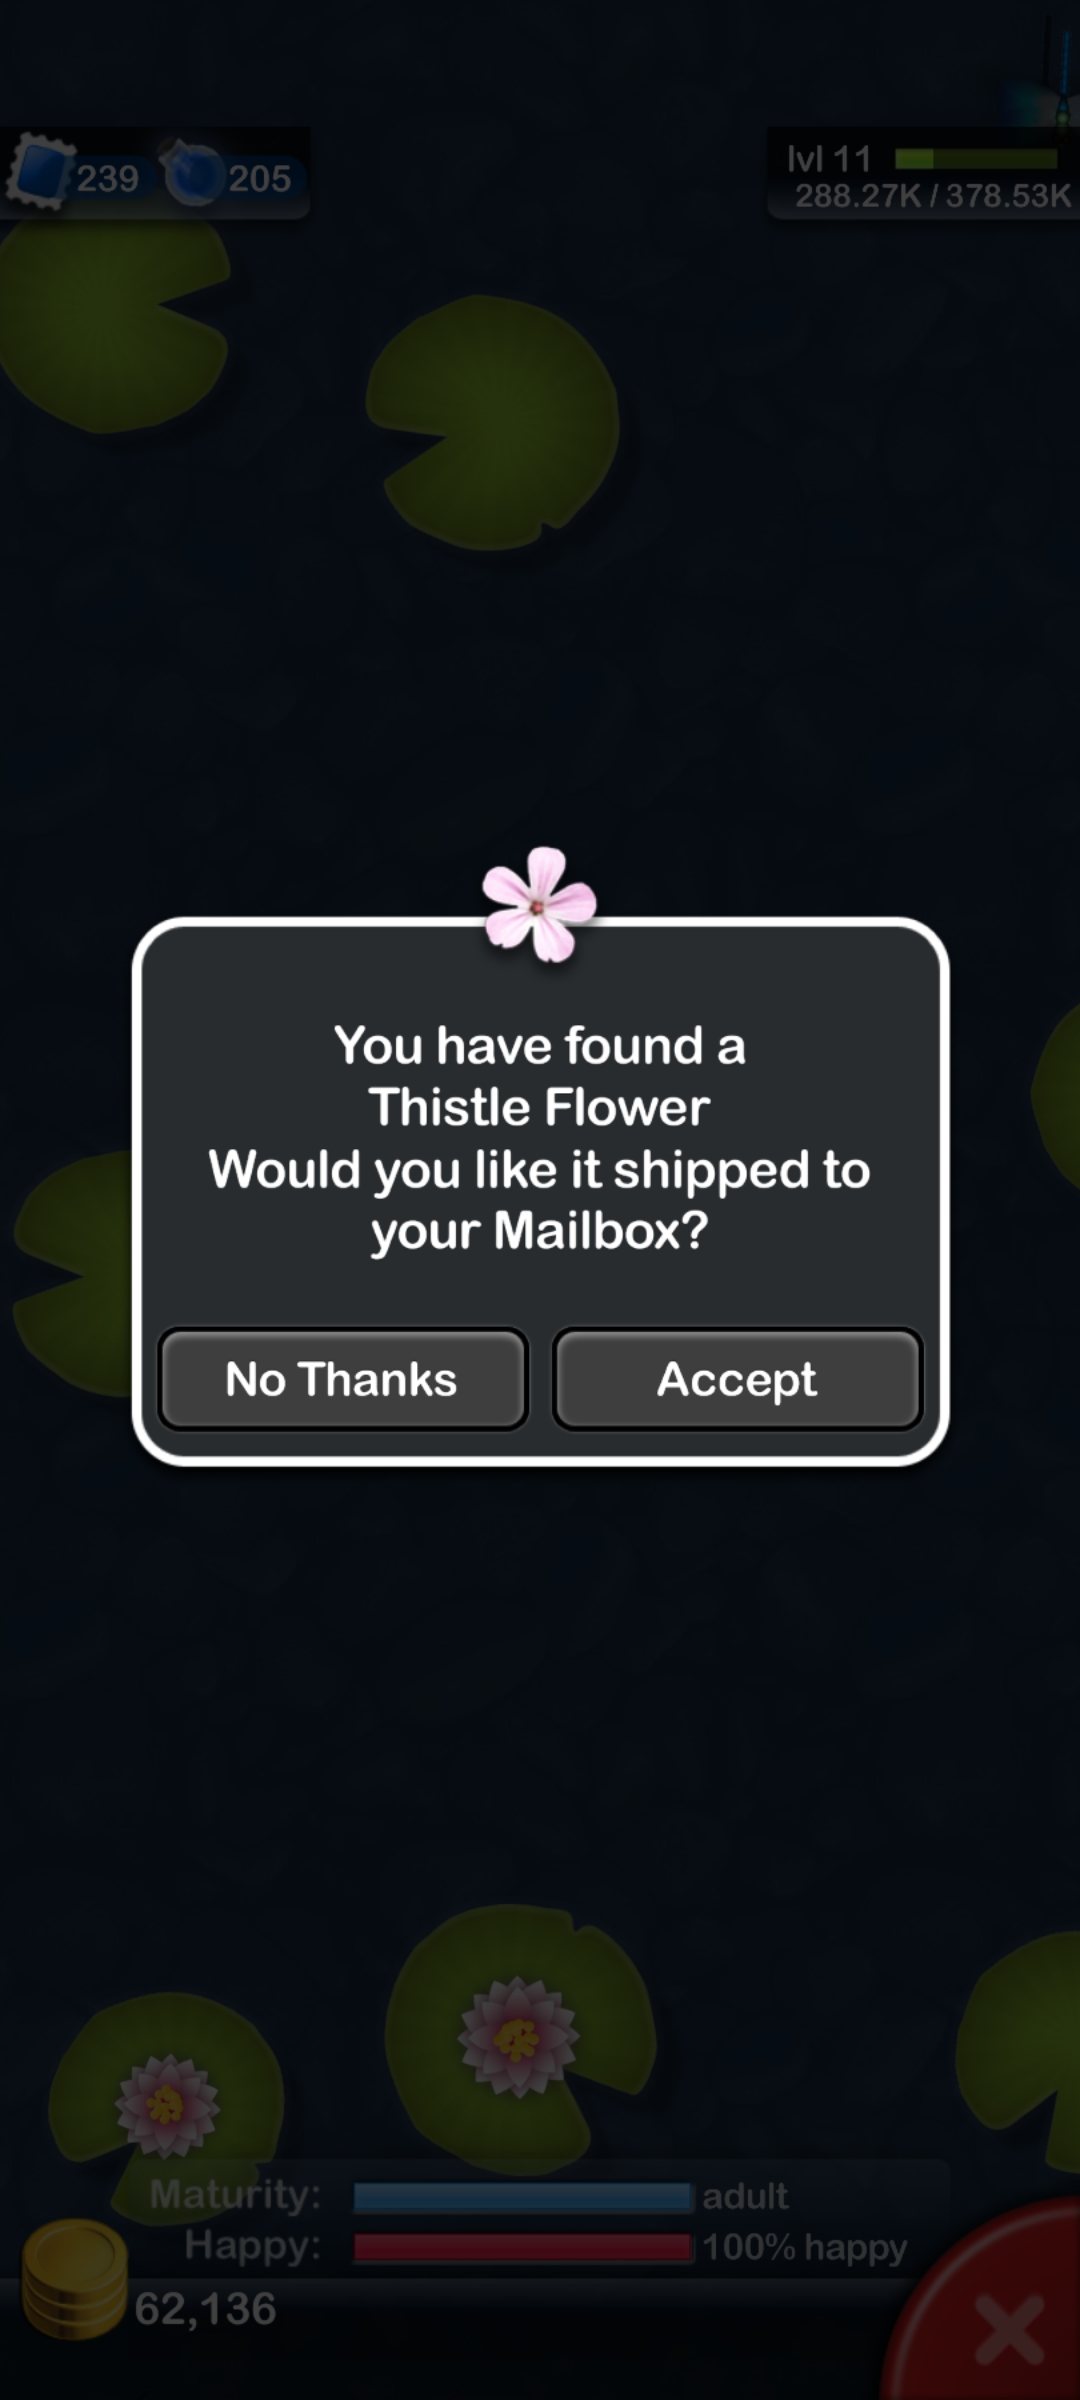 239 205
lvl 11
288.27K / 378.53K
You have found a
Thistle Flower
Would you like it shipped to
your Mailbox?
No Thanks Accept
Maturity: adult
Happy: 100% happy
62,136